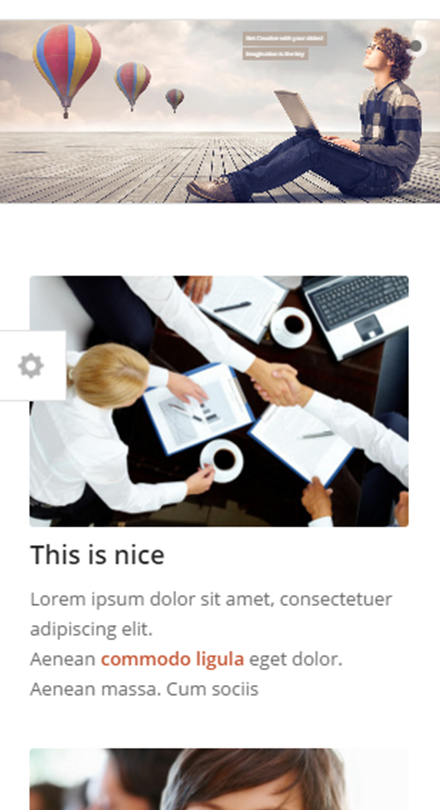 Get Creative with your slides!
Imagination is the key
This is nice
Lorem ipsum dolor sit amet, consectetuer
adipiscing elit.
Aenean commodo ligula eget dolor.
Aenean massa. Cum sociis